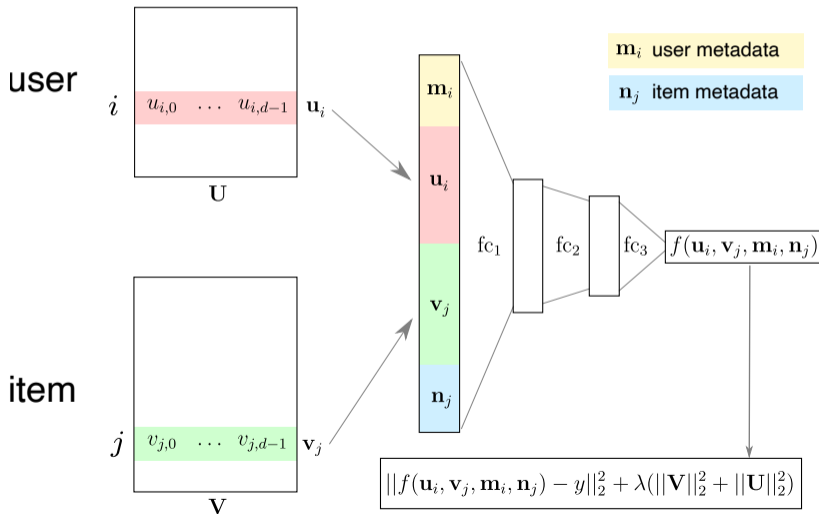 user
i
u_{i,0} … u_{i,d−1}
𝐮_i
𝐔
item
j
v_{j,0} … v_{j,d−1}
𝐯_j
𝐕
𝐦_i
𝐮_i
𝐯_j
𝐧_j
fc_1
fc_2
fc_3
f(𝐮_i, 𝐯_j, 𝐦_i, 𝐧_j)
𝐦_i user metadata
𝐧_j item metadata
||f(𝐮_i, 𝐯_j, 𝐦_i, 𝐧_j) − y||_2^2 + λ(||𝐕||_2^2 + ||𝐔||_2^2)